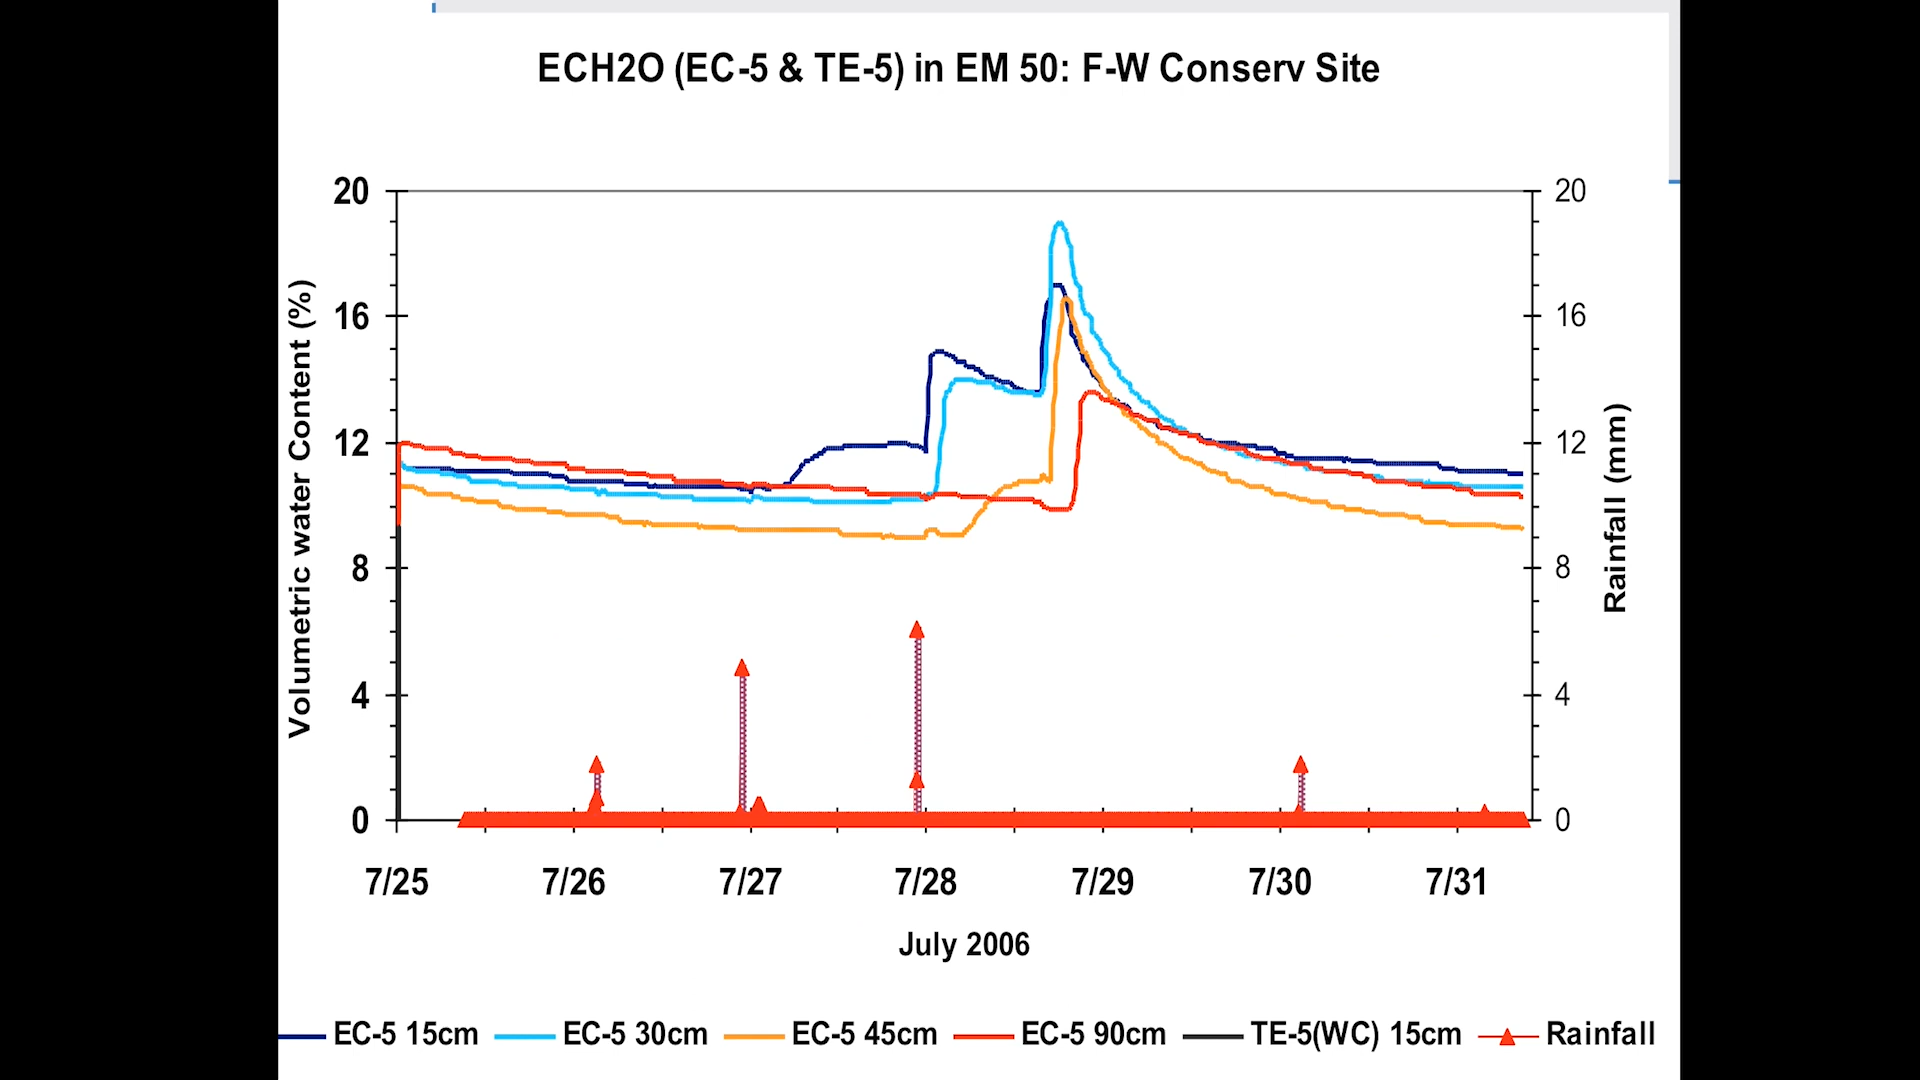 ECH2O (EC-5 & TE-5) in EM 50: F-W Conserv Site
Volumetric water Content (%)
20
16
12
8
4
0
20
16
12
8
4
0
Rainfall (mm)
7/25 7/26 7/27 7/28 7/29 7/30 7/31
July 2006
EC-5 15cm EC-5 30cm EC-5 45cm EC-5 90cm TE-5(WC) 15cm Rainfall